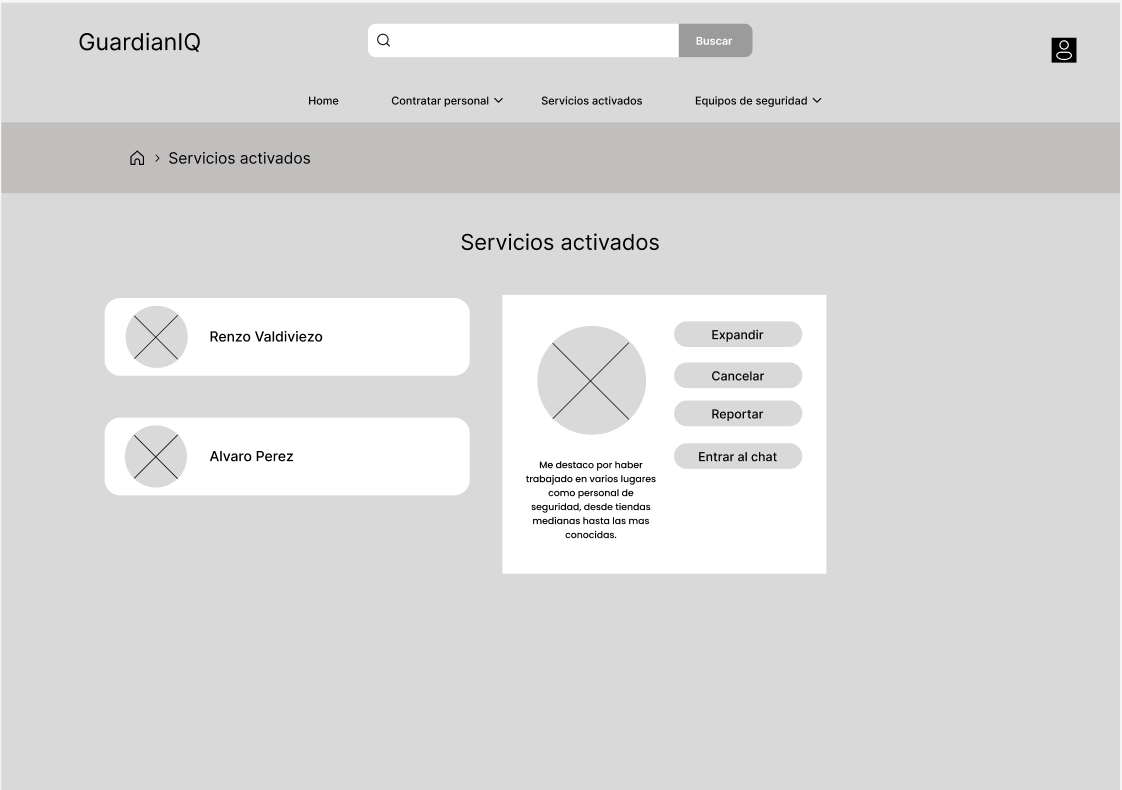 GuardianIQ
Buscar
Home
Contratar personal
Servicios activados
Equipos de seguridad
Servicios activados
Servicios activados
Renzo Valdiviezo
Alvaro Perez
Me destaco por haber
trabajado en varios lugares
como personal de
seguridad, desde tiendas
medianas hasta las mas
conocidas.
Expandir
Cancelar
Reportar
Entrar al chat